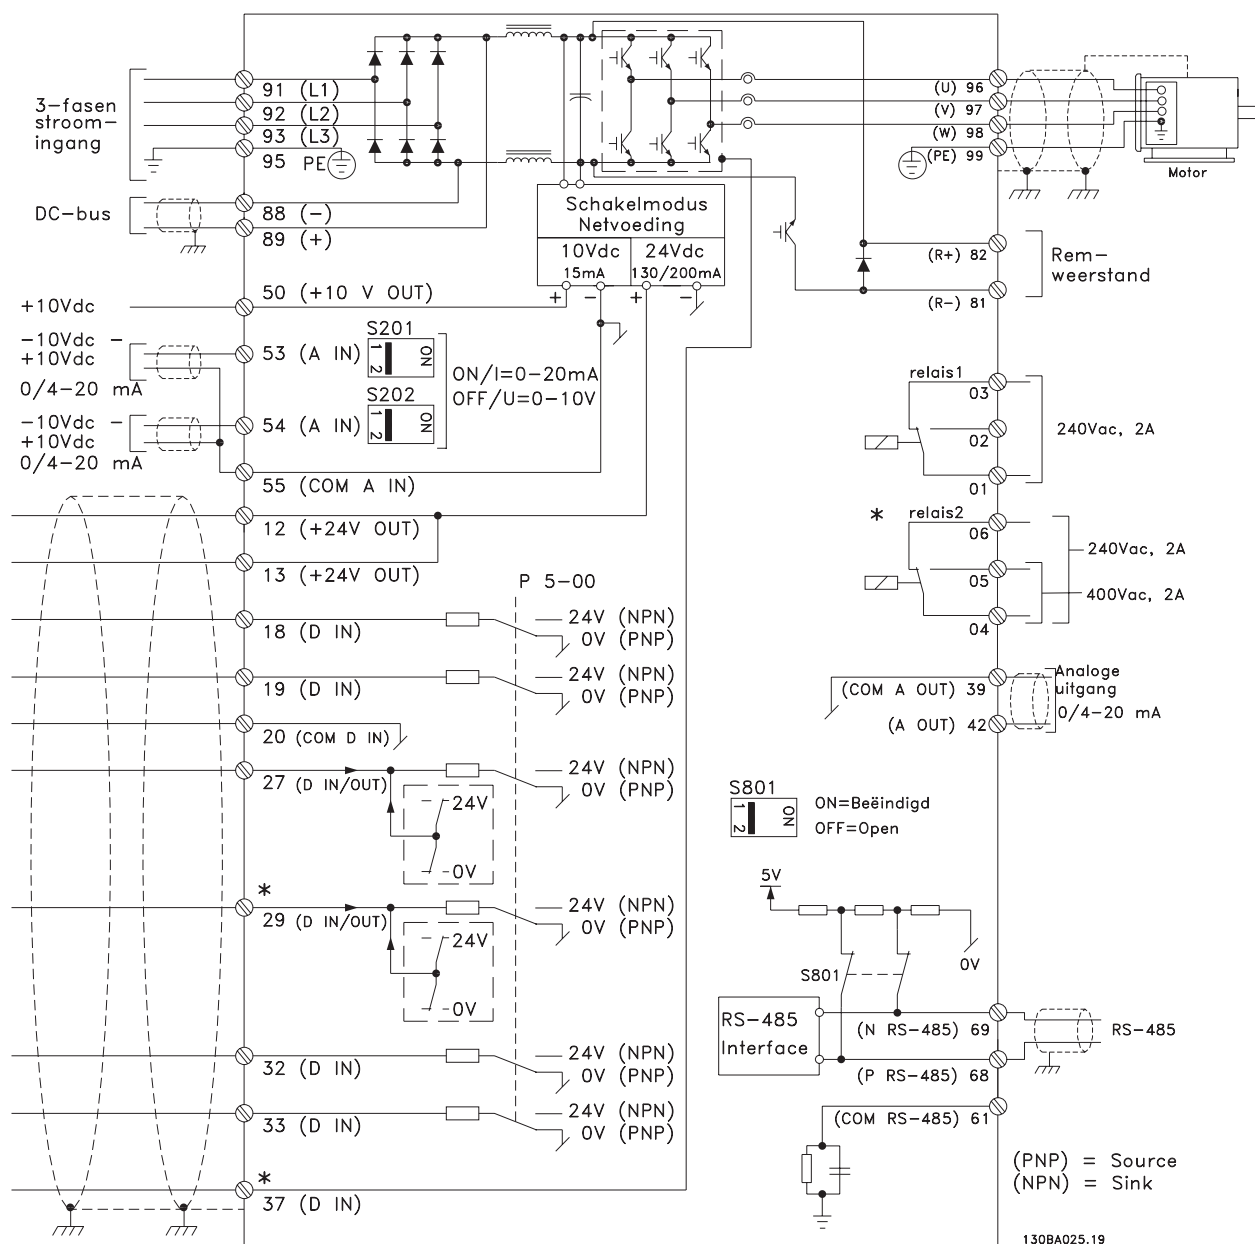 3-fasen
stroom-
ingang
91 (L1)
92 (L2)
93 (L3)
95 PE
DC-bus
88 (-)
89 (+)
Schakelmodus
Netvoeding
10Vdc
15mA
24Vdc
130/200mA
+ - + -
+10Vdc
50 (+10 V OUT)
-10Vdc -
+10Vdc
0/4-20 mA
53 (A IN)
S201
1
2
ON
-10Vdc -
+10Vdc
0/4-20 mA
54 (A IN)
S202
1
2
ON
ON/I=0-20mA
OFF/U=0-10V
55 (COM A IN)
12 (+24V OUT)
13 (+24V OUT)
P 5-00
18 (D IN)
24V (NPN)
0V (PNP)
19 (D IN)
24V (NPN)
0V (PNP)
20 (COM D IN)
27 (D IN/OUT)
24V (NPN)
0V (PNP)
24V
0V
*
29 (D IN/OUT)
24V (NPN)
0V (PNP)
24V
0V
32 (D IN)
24V (NPN)
0V (PNP)
33 (D IN)
24V (NPN)
0V (PNP)
*
37 (D IN)
(U) 96
(V) 97
(W) 98
(PE) 99
Motor
(R+) 82
(R-) 81
Rem-
weerstand
relais1
03
02
01
240Vac, 2A
* relais2
06
05
04
240Vac, 2A
400Vac, 2A
(COM A OUT) 39
(A OUT) 42
Analoge
uitgang
0/4-20 mA
S801
1
2
ON
ON=Beëindigd
OFF=Open
5V
0V
S801
RS-485
Interface
(N RS-485) 69
(P RS-485) 68
RS-485
(COM RS-485) 61
(PNP) = Source
(NPN) = Sink
130BA025.19